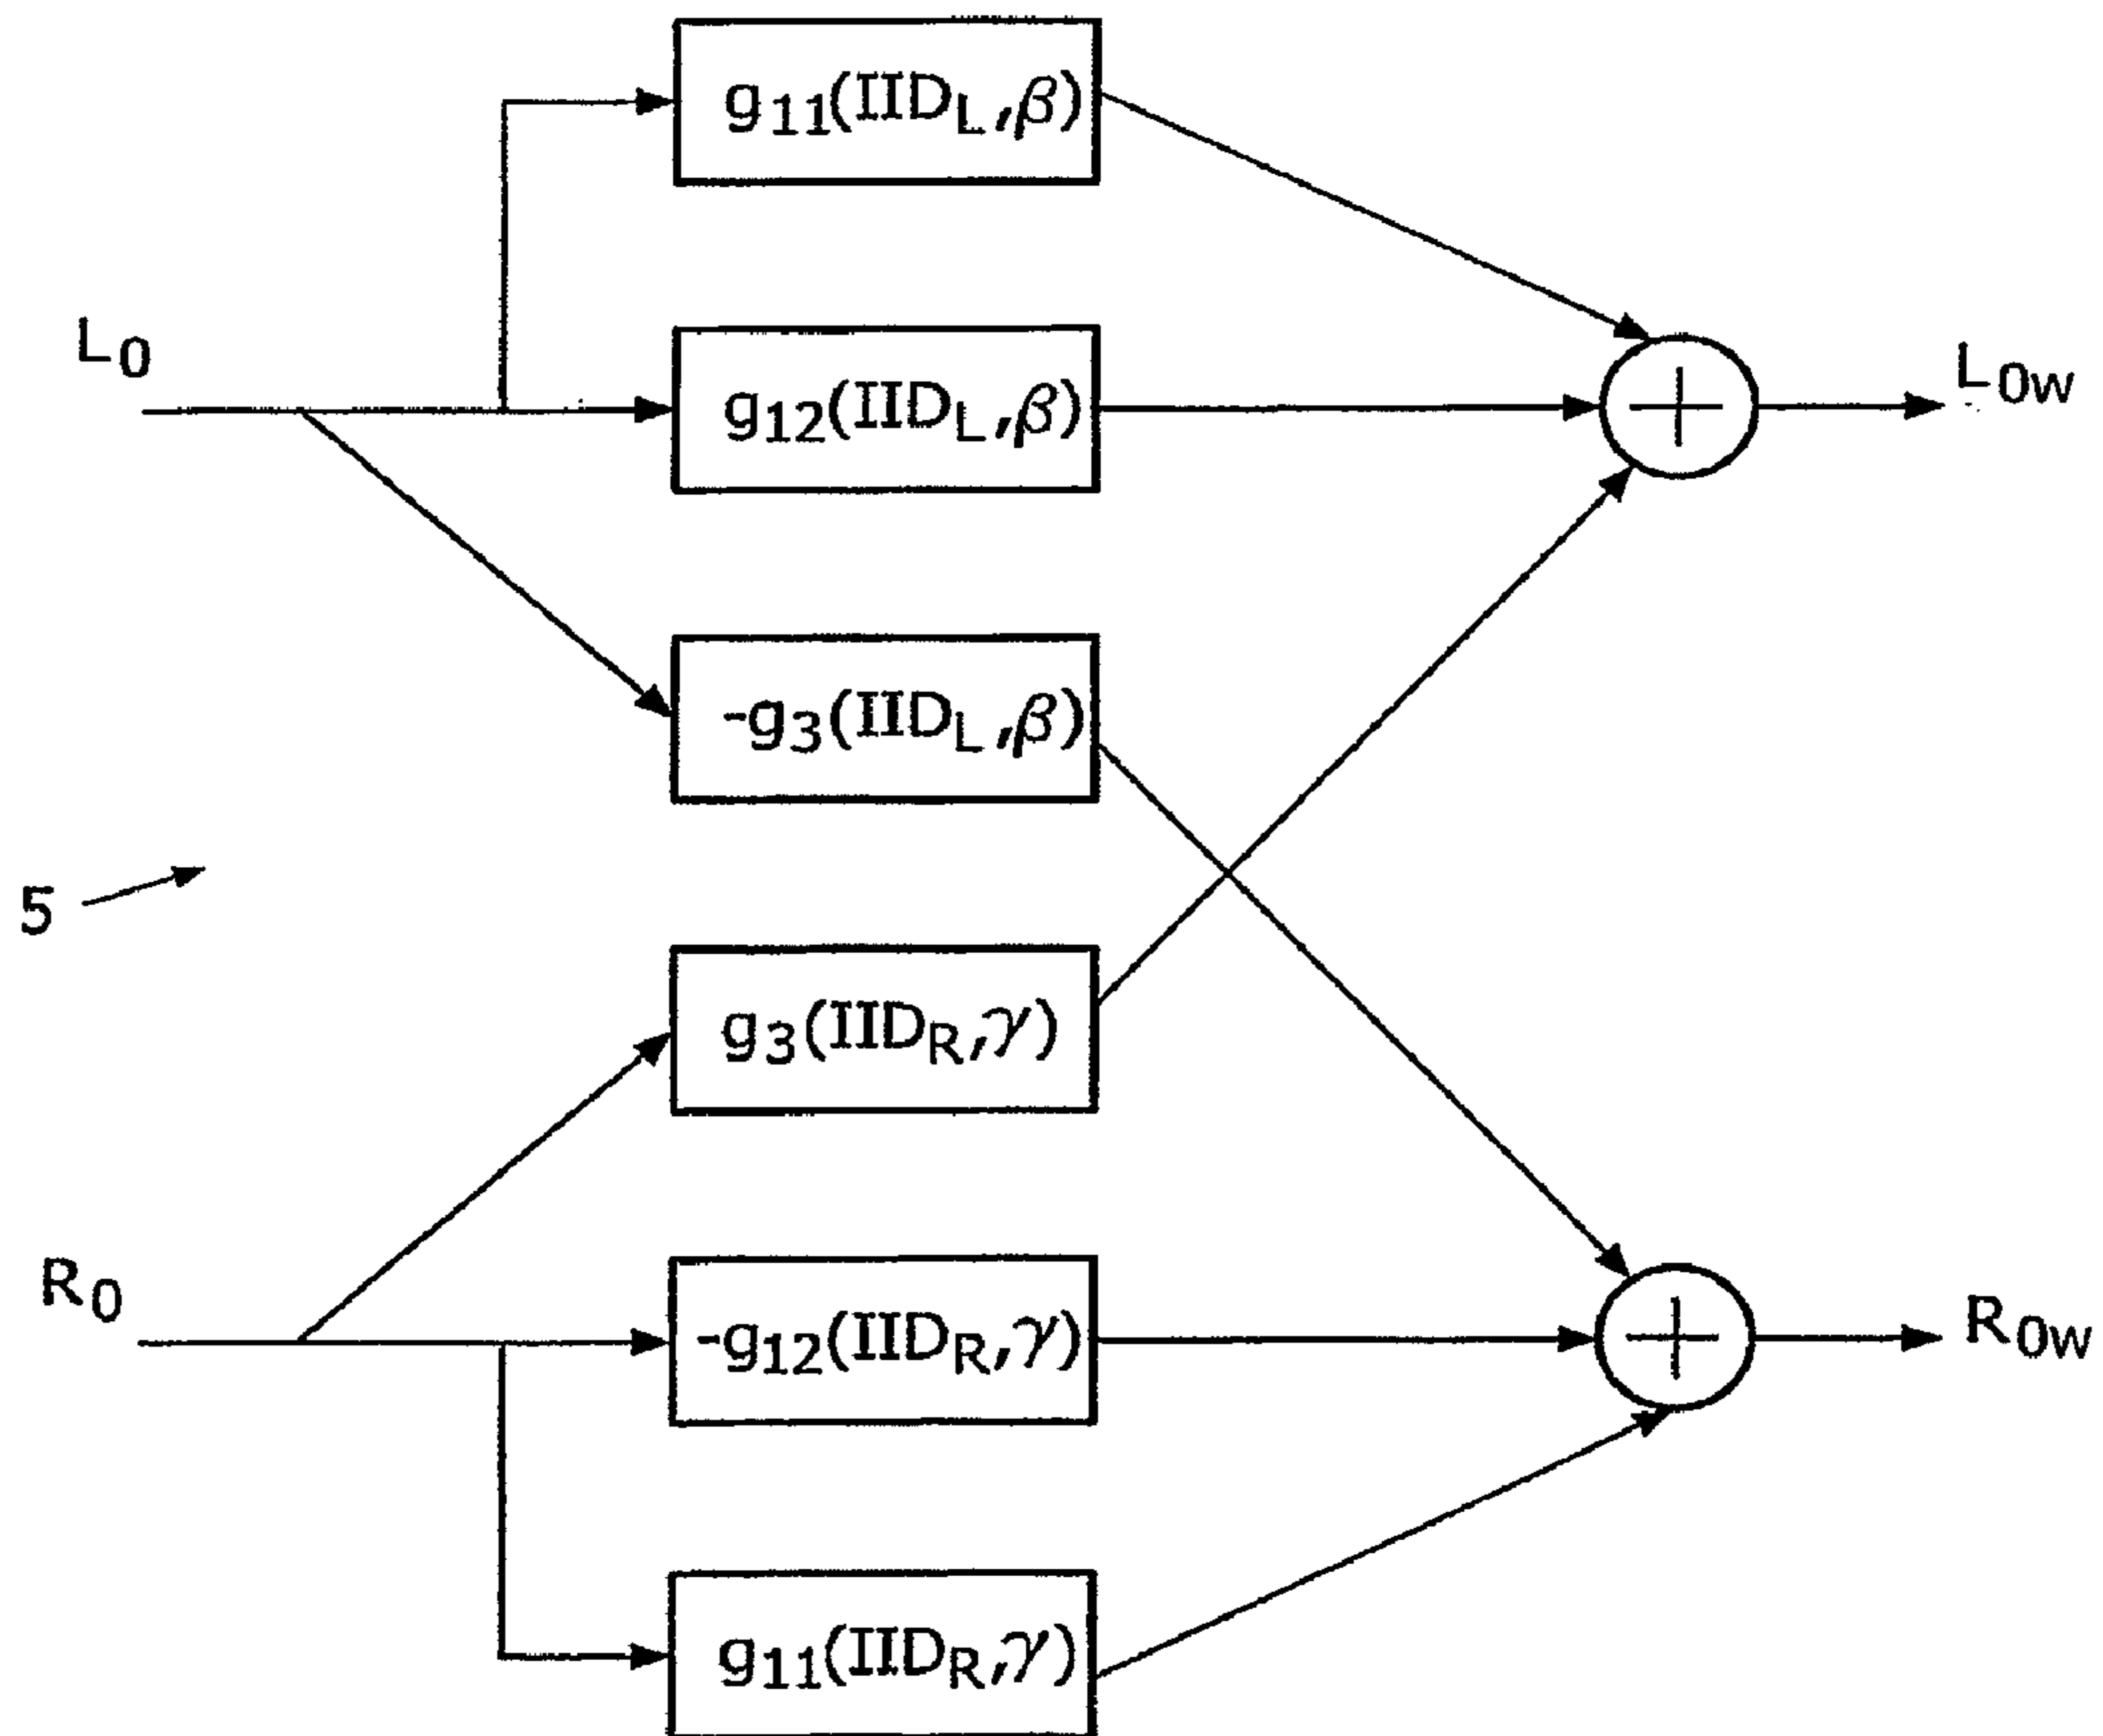 g11(IIDL,β)
L0
g12(IIDL,β)
L0w
-g3(IIDL,β)
5
g3(IIDR,γ)
R0
-g12(IIDR,γ)
R0w
g11(IIDR,γ)